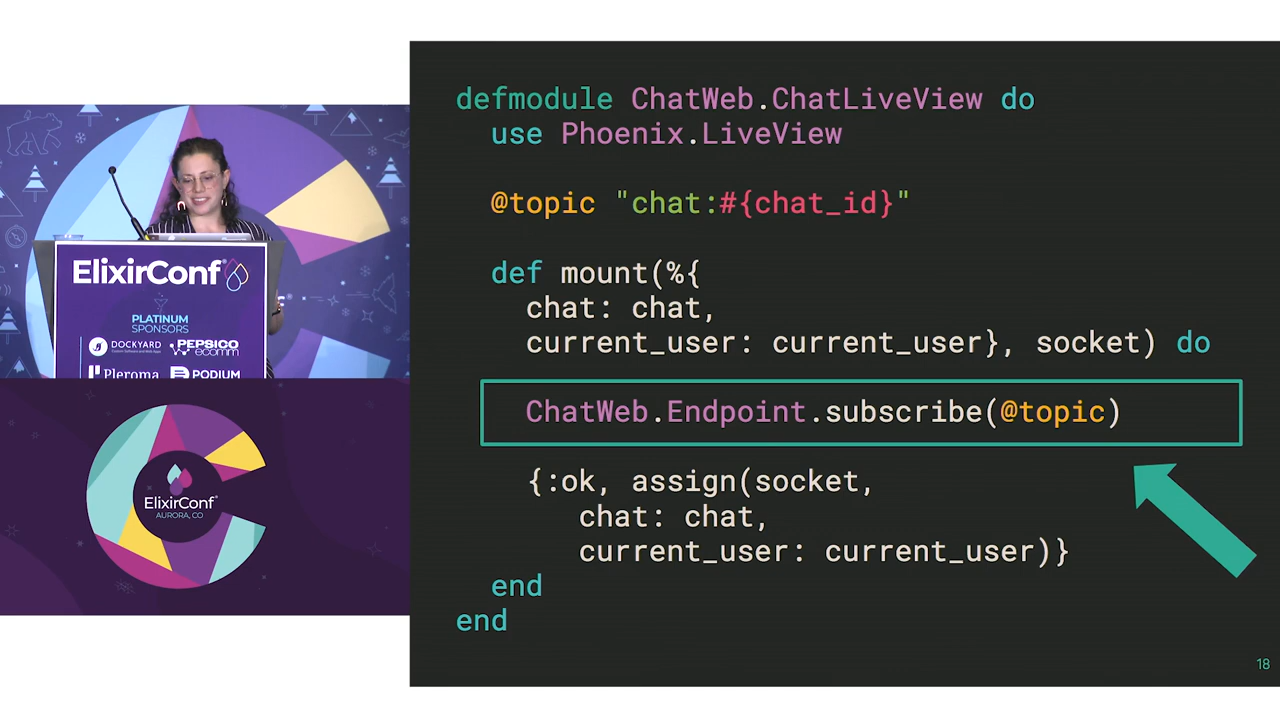 ElixirConf
PLATINUM
SPONSORS
DOCKYARD
PEPSICO
ecomm
Pleroma
PODIUM
ElixirConf
AURORA, CO
defmodule ChatWeb.ChatLiveView do
  use Phoenix.LiveView
  @topic "chat:#{chat_id}"
  def mount(%{
    chat: chat,
    current_user: current_user}, socket) do
    ChatWeb.Endpoint.subscribe(@topic)
    {:ok, assign(socket,
       chat: chat,
       current_user: current_user)}
  end
end
18